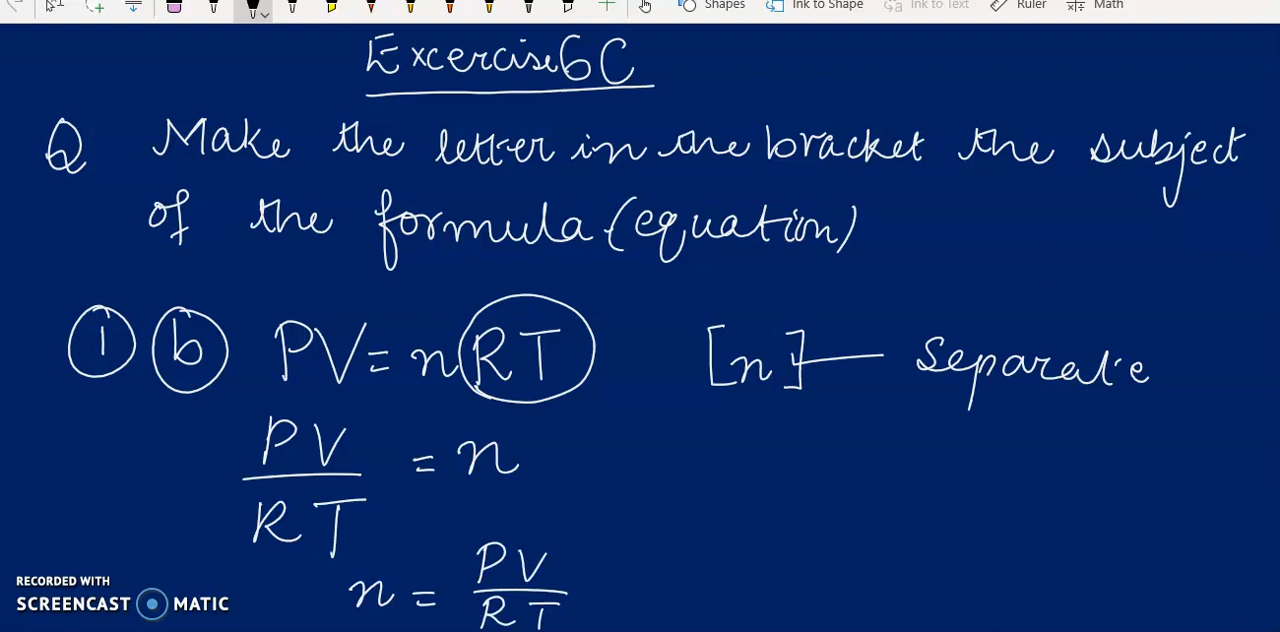 Shapes Ink to Shape Ink to Text Ruler Math
Excercise 6C
Q Make the letter in the bracket the subject
of the formula (equation)
1 b PV = nRT [n] — separate
PV
RT = n
n = PV
RT
RECORDED WITH
SCREENCAST MATIC